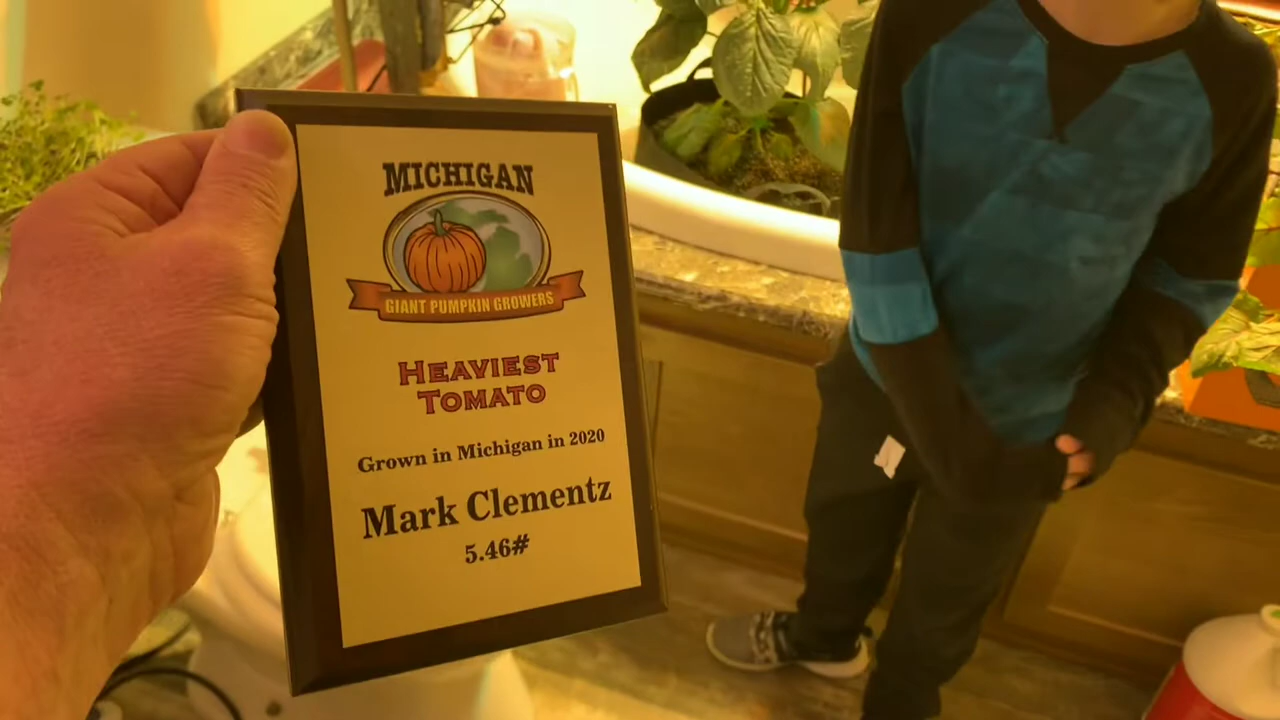 MICHIGAN
GIANT PUMPKIN GROWERS
HEAVIEST
TOMATO
Grown in Michigan in 2020
Mark Clementz
5.46#